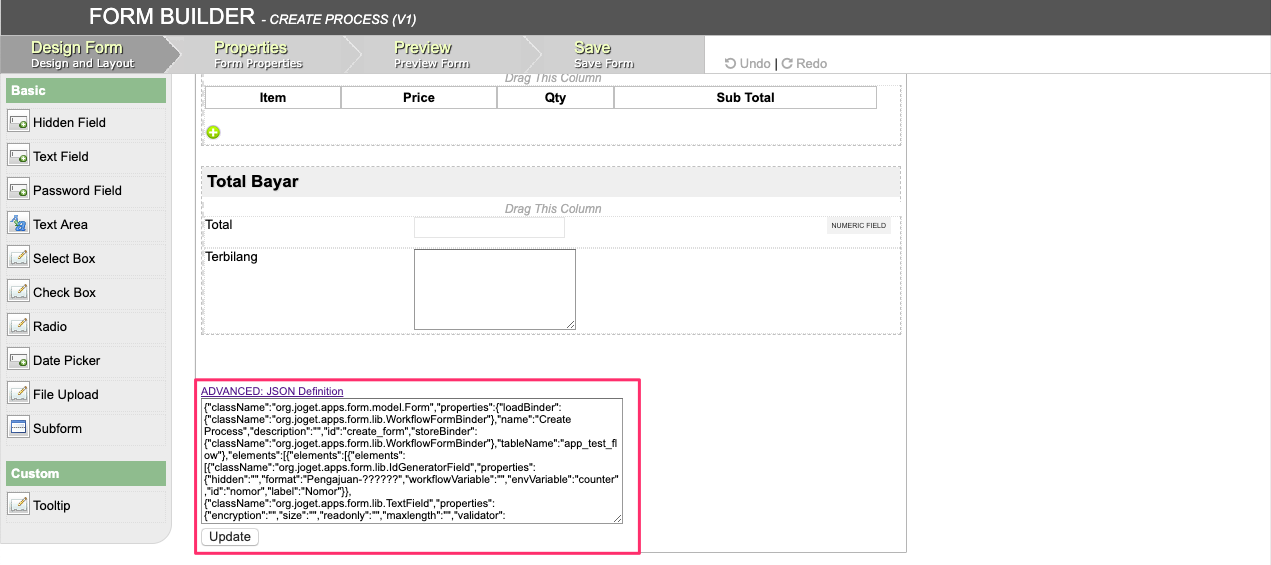 FORM BUILDER - CREATE PROCESS (V1)
Design Form
Design and Layout
Properties
Form Properties
Preview
Preview Form
Save
Save Form
Undo | Redo
Basic
Hidden Field
Text Field
Password Field
Text Area
Select Box
Check Box
Radio
Date Picker
File Upload
Subform
Custom
Tooltip
Drag This Column
Item Price Qty Sub Total
Total Bayar
Drag This Column
Total NUMERIC FIELD
Terbilang
ADVANCED: JSON Definition
{"className":"org.joget.apps.form.model.Form","properties":{"loadBinder":
{"className":"org.joget.apps.form.lib.WorkflowFormBinder"},"name":"Create
Process","description":"","id":"create_form","storeBinder":
{"className":"org.joget.apps.form.lib.WorkflowFormBinder"},"tableName":"app_test_fl
ow"},"elements":[{"elements":[{"elements":
[{"className":"org.joget.apps.form.lib.IdGeneratorField","properties":
{"hidden":"","format":"Pengajuan-??????","workflowVariable":"","envVariable":"counter"
,"id":"nomor","label":"Nomor"}},
{"className":"org.joget.apps.form.lib.TextField","properties":
{"encryption":"","size":"","readonly":"","maxlength":"","validator":
Update